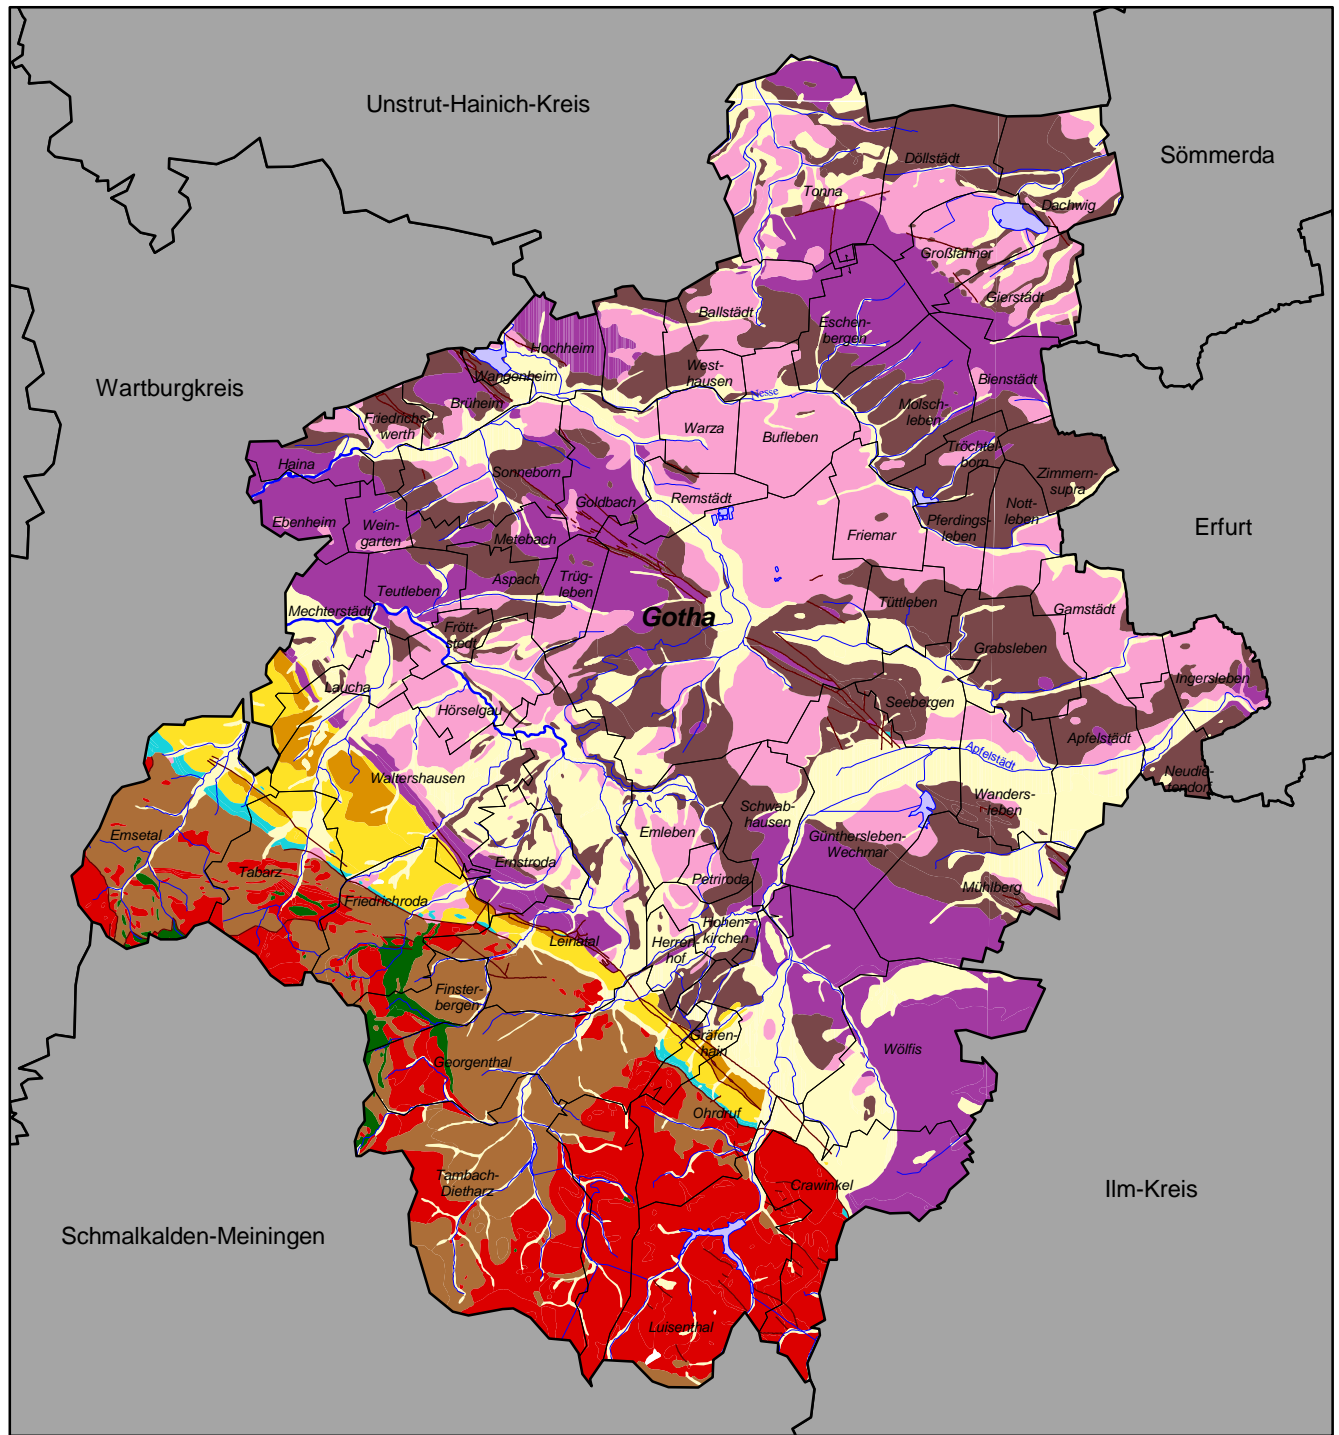 Unstrut-Hainich-Kreis
Sömmerda
Döllstädt
Tonna
Dachwig
Großfahner
Gierstädt
Ballstädt
Eschen-
bergen
Hochheim
West-
hausen
Wangenheim
Bienstädt
Wartburgkreis
Nesse
Brüheim
Molsch-
leben
Friedrichs-
werth
Warza
Bufleben
Tröchtel-
born
Haina
Sonneborn
Zimmern-
supra
Goldbach
Remstädt
Nott-
leben
Ebenheim
Wein-
garten
Pferdings-
leben
Erfurt
Metebach
Friemar
Aspach
Trüg-
leben
Teutleben
Mechterstädt
Tüttleben
Gamstädt
Gotha
Frött-
stedt
Grabsleben
Ingersleben
Laucha
Seebergen
Hörselgau
Apfelstädt
Apfelstädt
Waltershausen
Neudie-
tendorf
Schwab-
hausen
Wanders-
leben
Emsetal
Emleben
Günthersleben-
Wechmar
Ernstroda
Tabarz
Petriroda
Mühlberg
Friedrichroda
Hohen-
kirchen
Leinatal
Herren-
hof
Finster-
bergen
Gräfen-
hain
Wölfis
Georgenthal
Ohrdruf
Tambach-
Dietharz
Crawinkel
Ilm-Kreis
Schmalkalden-Meiningen
Luisenthal